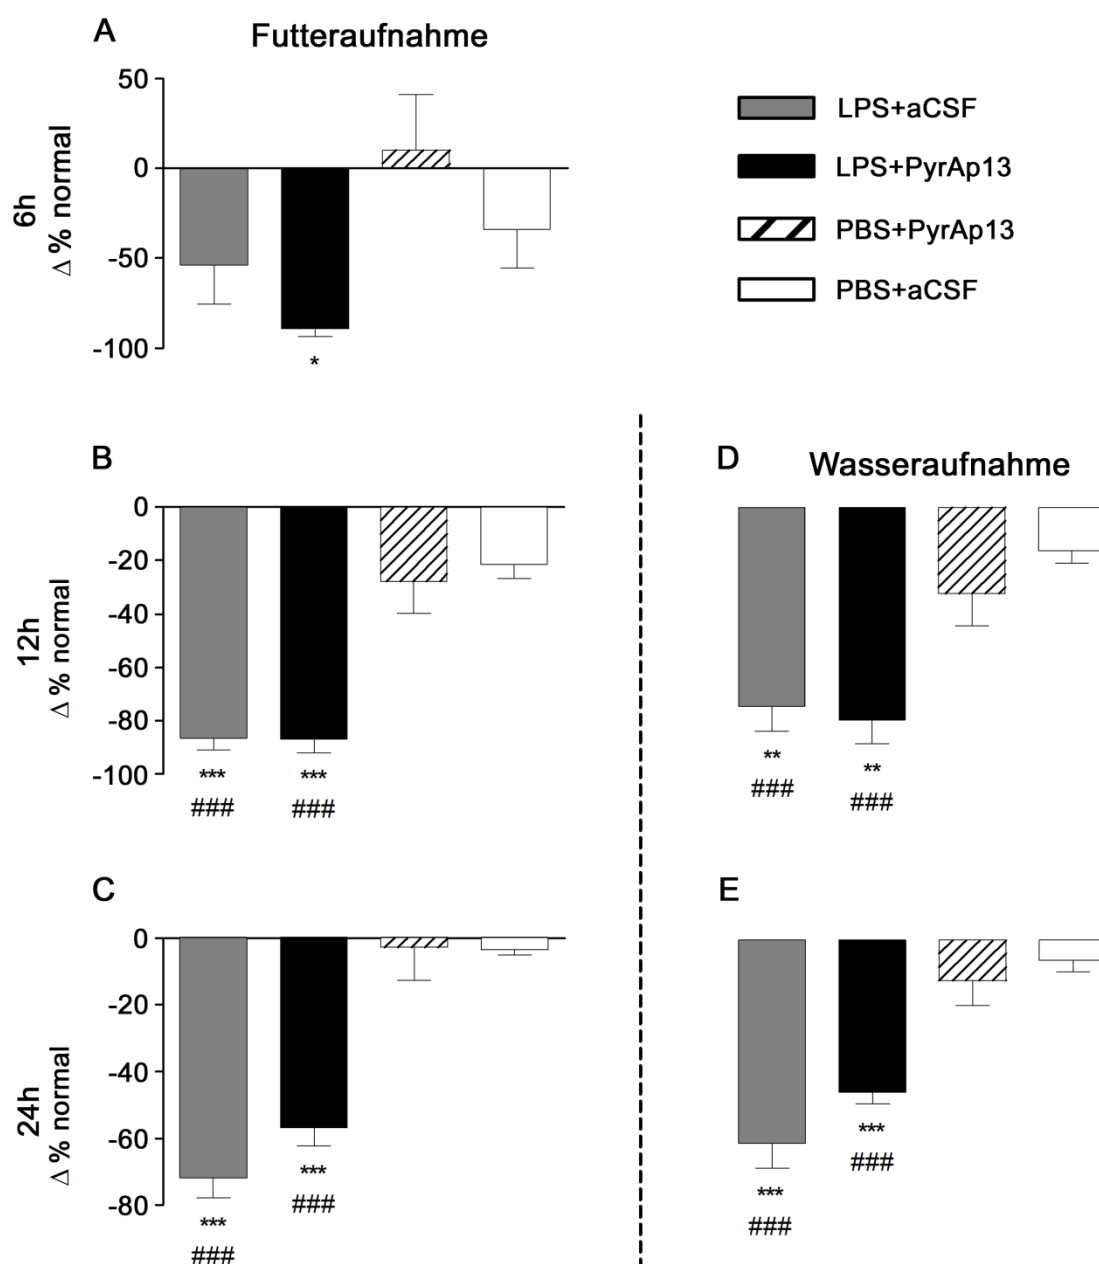 A
Futteraufnahme
6h
Δ % normal
50
0
-50
-100
*
LPS+aCSF
LPS+PyrAp13
PBS+PyrAp13
PBS+aCSF
B
12h
Δ % normal
0
-20
-40
-60
-80
-100
*** ***
### ###
D
Wasseraufnahme
** **
### ###
C
24h
Δ % normal
0
-20
-40
-60
-80
*** ***
### ###
E
*** ***
### ###